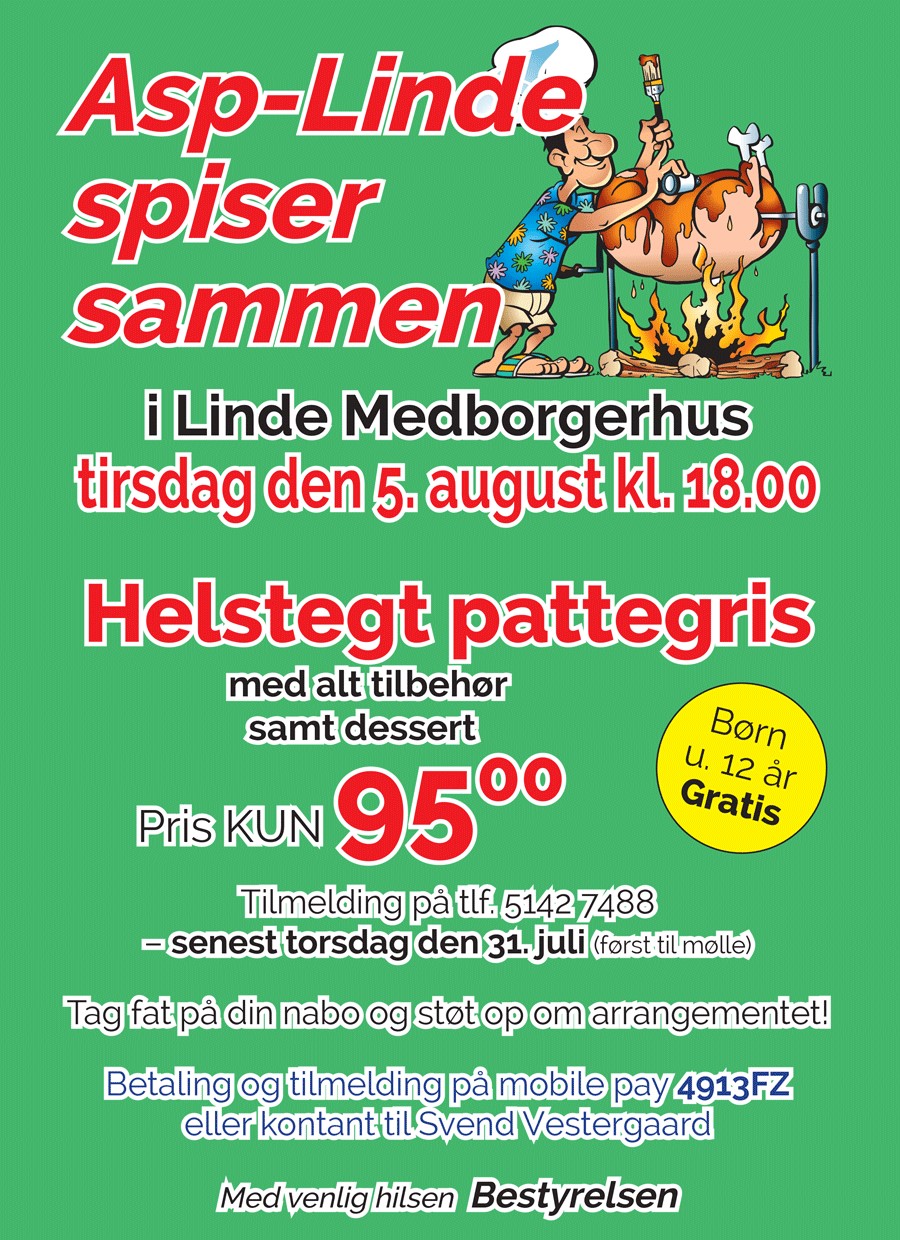 Asp-Linde
spiser
sammen
i Linde Medborgerhus
tirsdag den 5. august kl. 18.00
Helstegt pattegris
med alt tilbehør
samt dessert
Børn
u. 12 år
Gratis
Pris KUN 95⁰⁰
Tilmelding på tlf. 5142 7488
– senest torsdag den 31. juli (først til mølle)
Tag fat på din nabo og støt op om arrangementet!
Betaling og tilmelding på mobile pay 4913FZ
eller kontant til Svend Vestergaard
Med venlig hilsen Bestyrelsen